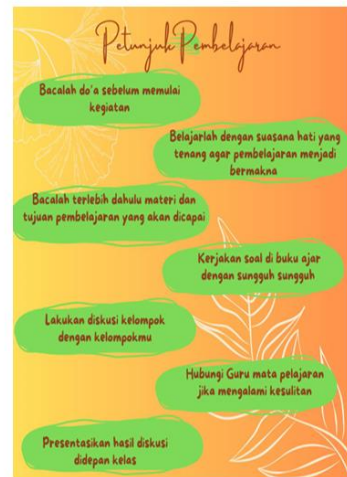 Petunjuk Pembelajaran
Bacalah do'a sebelum memulai
kegiatan
Belajarlah dengan suasana hati yang
tenang agar pembelajaran menjadi
bermakna
Bacalah terlebih dahulu materi dan
tujuan pembelajaran yang akan dicapai
Kerjakan soal di buku ajar
dengan sungguh sungguh
Lakukan diskusi kelompok
dengan kelompokmu
Hubungi Guru mata pelajaran
jika mengalami kesulitan
Presentasikan hasil diskusi
didepan kelas